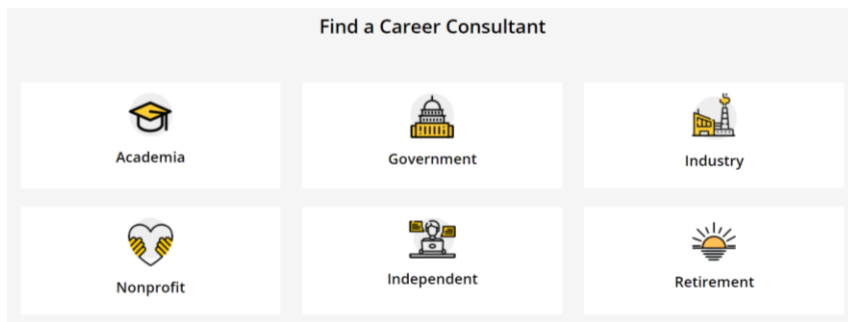 Find a Career Consultant
Academia
Government
Industry
Nonprofit
Independent
Retirement